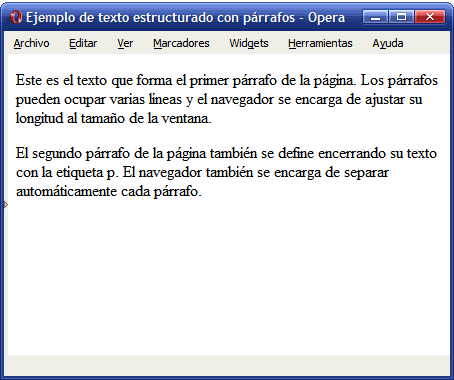 Ejemplo de texto estructurado con párrafos - Opera
Archivo Editar Ver Marcadores Widgets Herramientas Ayuda
Este es el texto que forma el primer párrafo de la página. Los párrafos
pueden ocupar varias líneas y el navegador se encarga de ajustar su
longitud al tamaño de la ventana.
El segundo párrafo de la página también se define encerrando su texto
con la etiqueta p. El navegador también se encarga de separar
automáticamente cada párrafo.